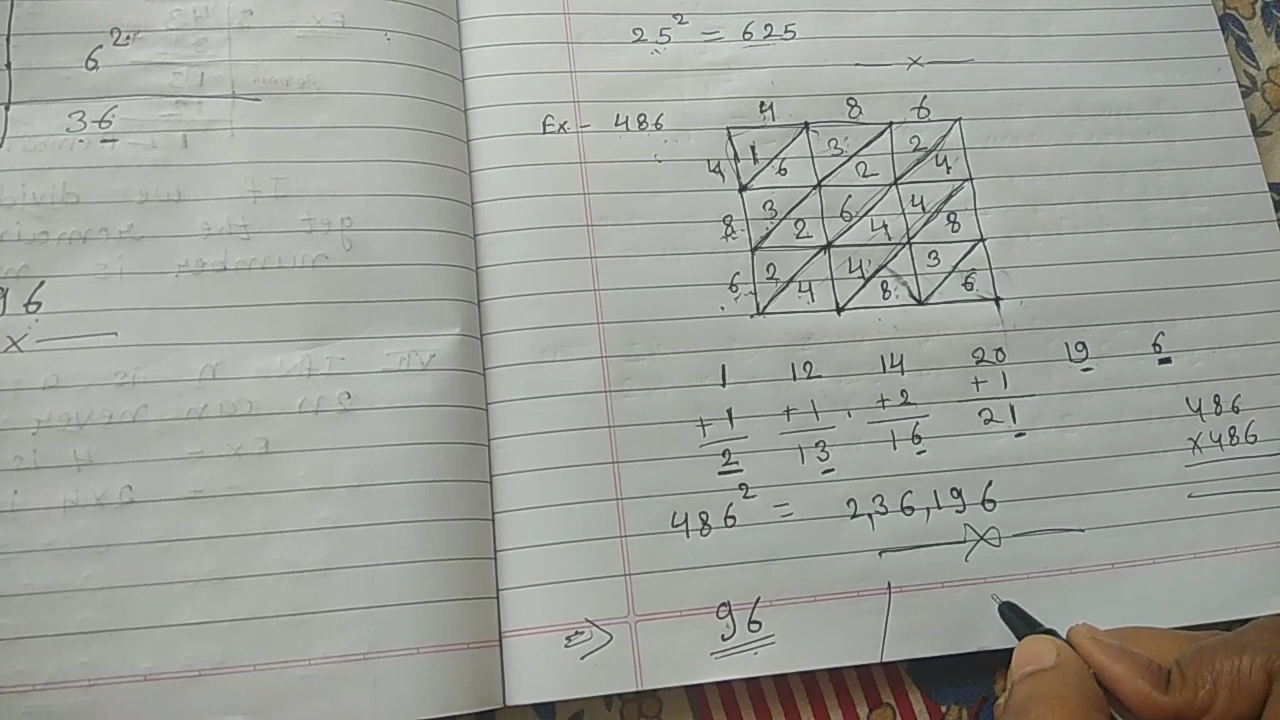 6²
36
96
x
25² = 625
x
Ex - 486
4 8 6
4 1 6 3 2 2 4
8 3 2 6 4 4 8
6 2 4 4 8 3 6
1 12 14 20 19 6
+1 +1 +2 +1
2 13 16 21
486
x486
486² = 2,36,196
x
=> 96